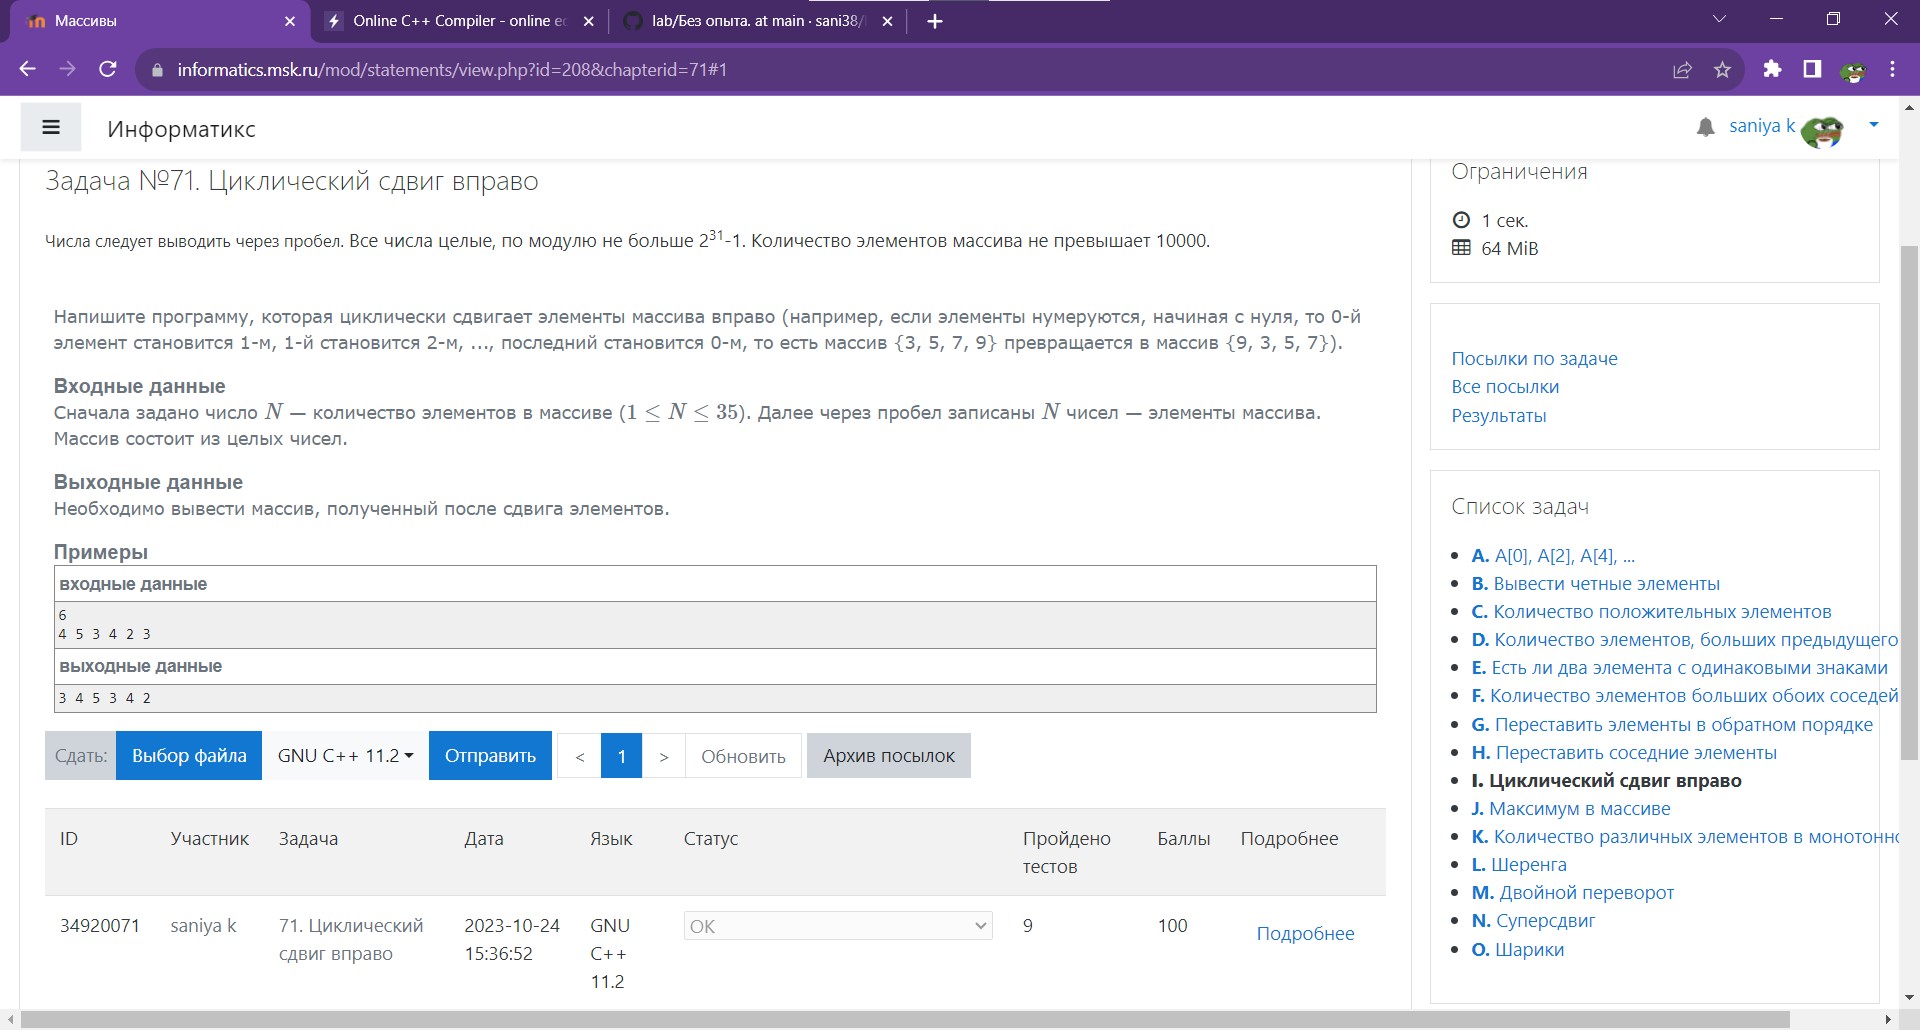 Массивы
Online C++ Compiler - online ec
lab/Без опыта. at main · sani38/
informatics.msk.ru/mod/statements/view.php?id=208&chapterid=71#1
Информатикс
saniya k
Задача №71. Циклический сдвиг вправо
Числа следует выводить через пробел. Все числа целые, по модулю не больше 2³¹-1. Количество элементов массива не превышает 10000.
Напишите программу, которая циклически сдвигает элементы массива вправо (например, если элементы нумеруются, начиная с нуля, то 0-й
элемент становится 1-м, 1-й становится 2-м, ..., последний становится 0-м, то есть массив {3, 5, 7, 9} превращается в массив {9, 3, 5, 7}).
Входные данные
Сначала задано число N — количество элементов в массиве (1 ≤ N ≤ 35). Далее через пробел записаны N чисел — элементы массива.
Массив состоит из целых чисел.
Выходные данные
Необходимо вывести массив, полученный после сдвига элементов.
Примеры
входные данные
6
4 5 3 4 2 3
выходные данные
3 4 5 3 4 2
Сдать: Выбор файла GNU C++ 11.2 Отправить < 1 > Обновить Архив посылок
ID Участник Задача Дата Язык Статус Пройдено Баллы Подробнее
тестов
34920071 saniya k 71. Циклический 2023-10-24 GNU OK 9 100 Подробнее
сдвиг вправо 15:36:52 C++
11.2
Ограничения
1 сек.
64 MiB
Посылки по задаче
Все посылки
Результаты
Список задач
A. A[0], A[2], A[4], ...
B. Вывести четные элементы
C. Количество положительных элементов
D. Количество элементов, больших предыдущего
E. Есть ли два элемента с одинаковыми знаками
F. Количество элементов больших обоих соседей
G. Переставить элементы в обратном порядке
H. Переставить соседние элементы
I. Циклический сдвиг вправо
J. Максимум в массиве
K. Количество различных элементов в монотонно
L. Шеренга
M. Двойной переворот
N. Суперсдвиг
O. Шарики